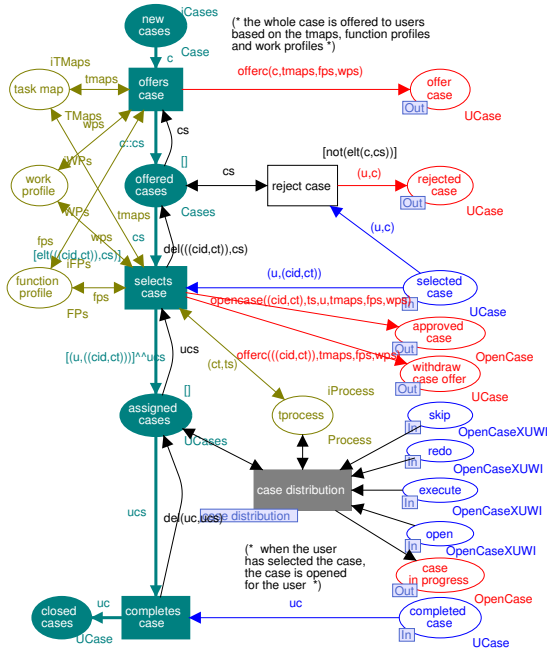 new
cases
iCases
(* the whole case is offered to users
based on the tmaps, function profiles
and work profiles *)
Case
c
iTMaps
task map
tmaps
offers
case
offerc(c,tmaps,fps,wps)
offer
case
Out
UCase
TMaps
wps
cs
c::cs
iWPs
work
profile
[]
offered
cases
cs
reject case
[not(elt(c,cs))]
(u,c)
rejected
case
Out
UCase
WPs
tmaps
Cases
(u,c)
fps
wps
cs
del(((cid,ct)),cs)
[elt(((cid,ct)),cs)]
iFPs
function
profile
fps
FPs
selects
case
(u,(cid,ct))
selected
case
In
UCase
opencase((cid,ct),ts,u,tmaps,fps,wps)
approved
case
Out
OpenCase
ucs
[(u,((cid,ct)))]^^ucs
(ct,ts)
offerc(((cid,ct)),tmaps,fps,wps)
withdraw
case offer
Out
UCase
iProcess
[]
assigned
cases
tprocess
skip
In
OpenCaseXUWI
UCases
Process
redo
In
OpenCaseXUWI
case distribution
execute
In
OpenCaseXUWI
ucs
del(uc,ucs)
case distribution
open
In
OpenCaseXUWI
(* when the user
has selected the case,
the case is opened
for the user *)
case
in progress
Out
OpenCase
closed
cases
uc
UCase
completes
case
uc
completed
case
In
UCase